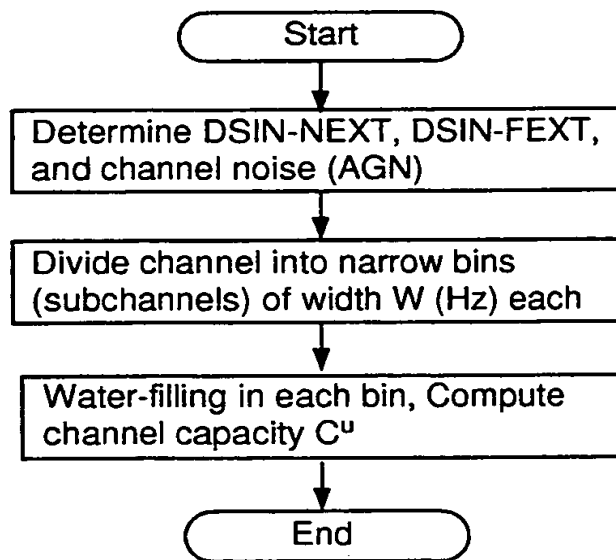 Start
Determine DSIN-NEXT, DSIN-FEXT,
and channel noise (AGN)
Divide channel into narrow bins
(subchannels) of width W (Hz) each
Water-filling in each bin, Compute
channel capacity Cᵘ
End